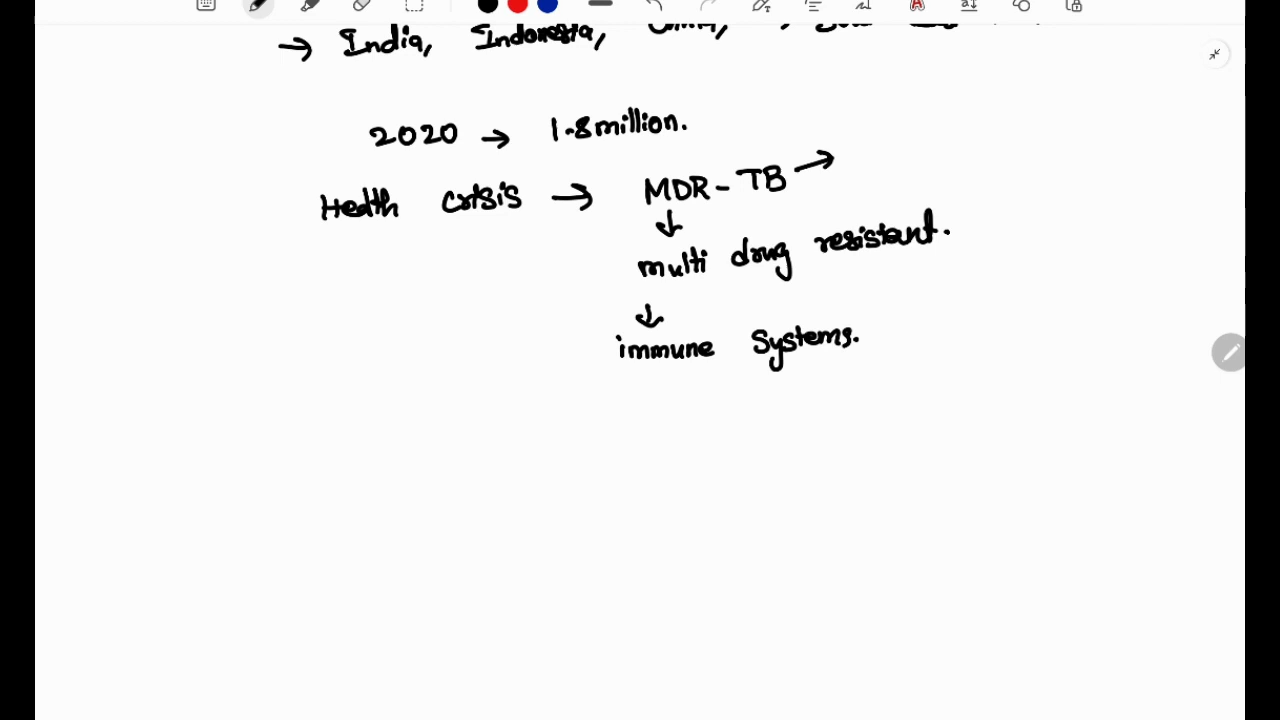 → India, Indonesia,
2020 → 1.8 million.
Health crisis → MDR-TB →
↓
multi drug resistant.
↓
immune systems.